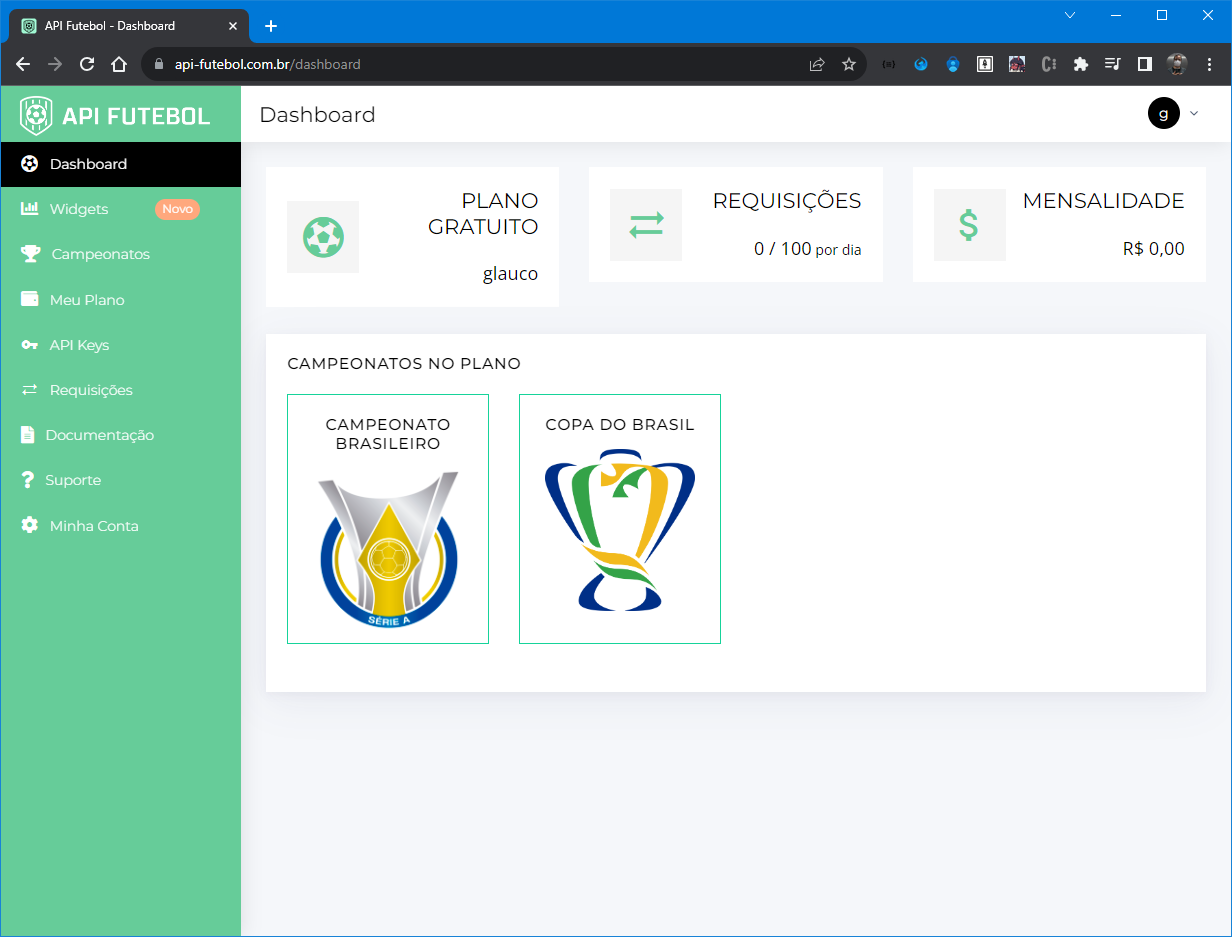 API Futebol - Dashboard
api-futebol.com.br/dashboard
API FUTEBOL
Dashboard
g
Dashboard
Widgets Novo
Campeonatos
Meu Plano
API Keys
Requisições
Documentação
Suporte
Minha Conta
PLANO
GRATUITO
glauco
REQUISIÇÕES
0 / 100 por dia
MENSALIDADE
R$ 0,00
CAMPEONATOS NO PLANO
CAMPEONATO
BRASILEIRO
SÉRIE A
COPA DO BRASIL